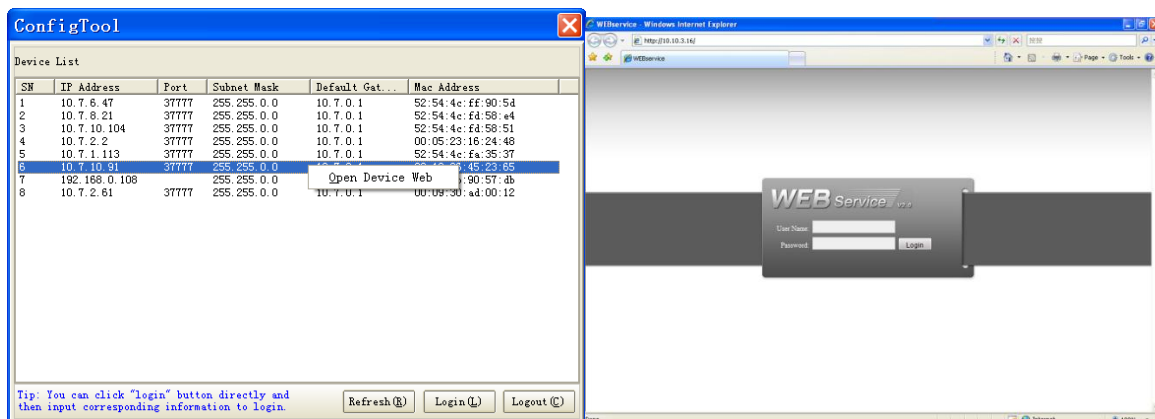 ConfigTool
Device List
SN IP Address Port Subnet Mask Default Gat... Mac Address
1 10.7.6.47 37777 255.255.0.0 10.7.0.1 52:54:4c:ff:90:5d
2 10.7.8.21 37777 255.255.0.0 10.7.0.1 52:54:4c:fd:58:e4
3 10.7.10.104 37777 255.255.0.0 10.7.0.1 52:54:4c:fd:58:51
4 10.7.2.2 37777 255.255.0.0 10.7.0.1 00:05:23:16:24:48
5 10.7.1.113 37777 255.255.0.0 10.7.0.1 52:54:4c:fa:35:37
6 10.7.10.91 37777 255.255.0.0 :45:23:65
Open Device Web
7 192.168.0.108 255.255.0.0 :90:57:db
8 10.7.2.61 37777 255.255.0.0 10.7.0.1 00:09:30:ad:00:12
Tip: You can click "login" button directly and
then input corresponding information to login.
Refresh(R) Login(L) Logout(C)
WEBservice - Windows Internet Explorer
http://10.10.3.16/
WEBservice
Page Tools
WEB Service
User Name:
Password:
Login
Internet